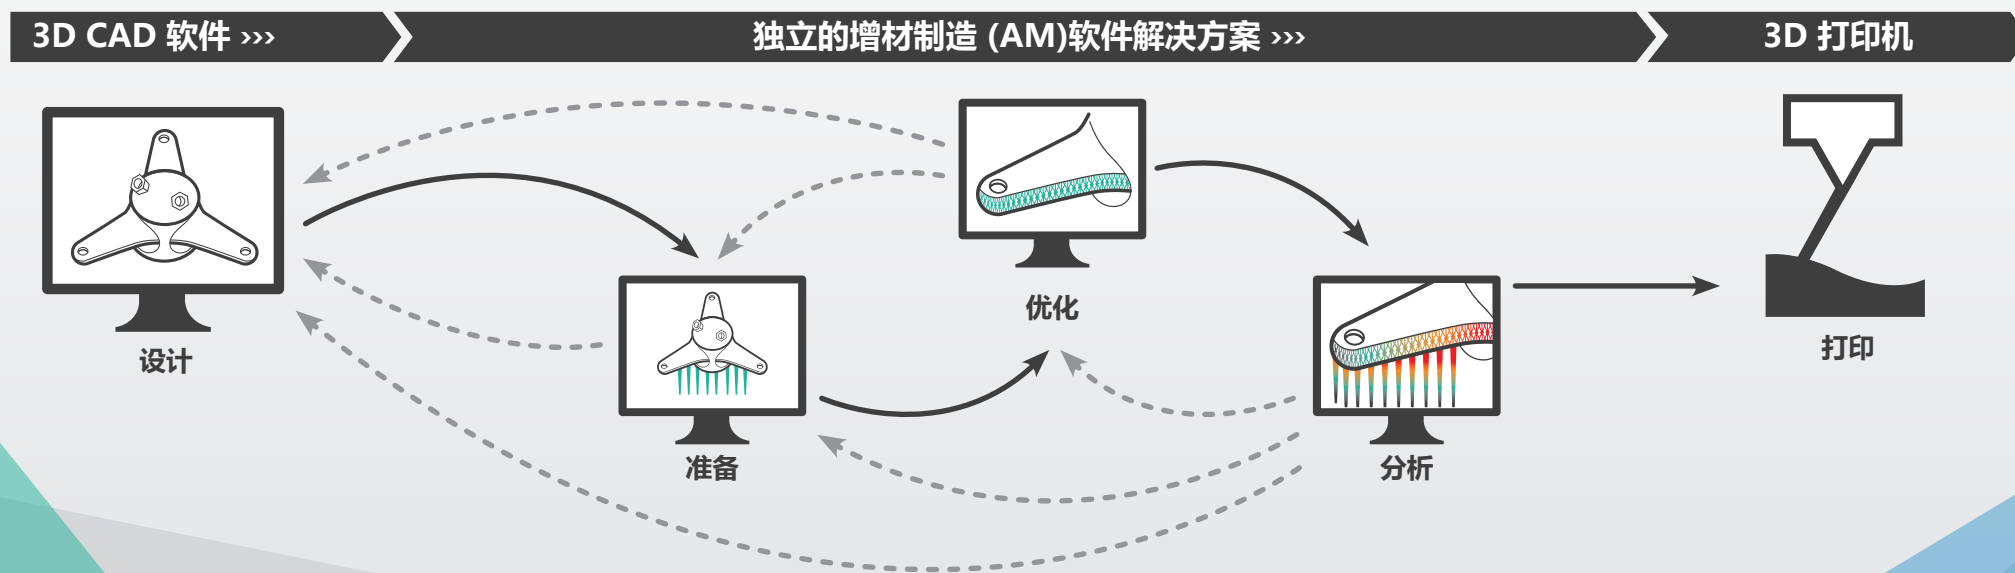 3D CAD 软件 ›››
独立的增材制造 (AM)软件解决方案 ›››
3D 打印机
设计
准备
优化
分析
打印